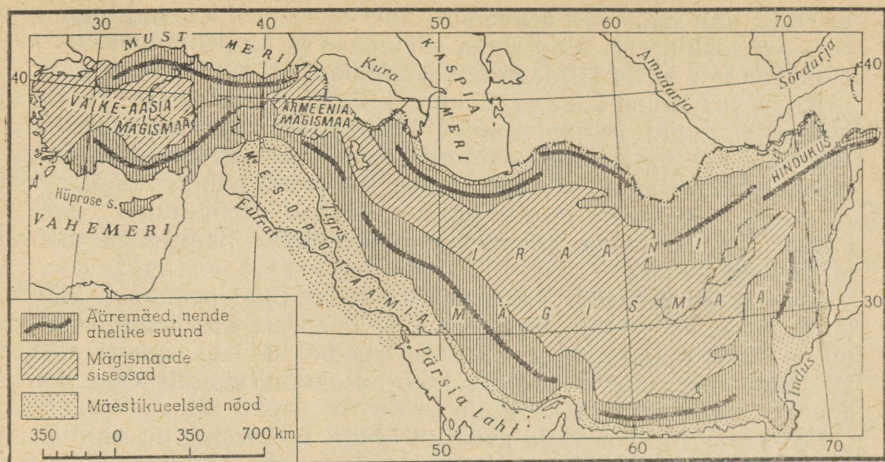 30
40
50
60
70
MUST MERI
40
40
KASPIA MERI
Kura
Amudarja
Sõrdarja
VÄIKE-AASIA
MÄGISMAA
ARMEENIA
MÄGISMAA
HINDUKUŠ
Küprose s.
VAHEMERI
MESOPOTAAMIA
Tigris
Eufrat
IRAANI
MÄGISMAA
30
Pärsia laht
Indus
Ääremäed, nende
ahelike suund
Mägismaade
siseosad
Mäestikueelsed nõod
350 0 350 700 km
50
60
70